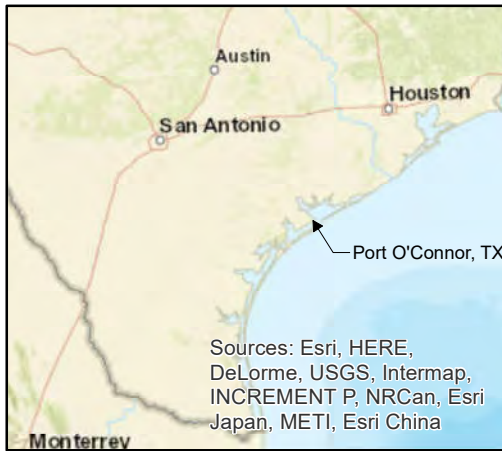 Austin
Houston
San Antonio
Port O'Connor, TX
Sources: Esri, HERE,
DeLorme, USGS, Intermap,
INCREMENT P, NRCan, Esri
Japan, METI, Esri China
Monterrey